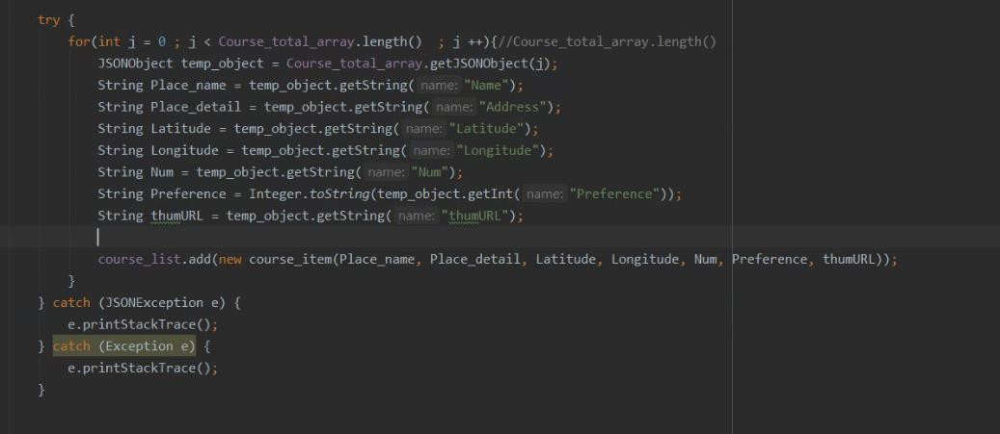 try {
for(int j = 0 ; j < Course_total_array.length()  ; j ++){//Course_total_array.length()
JSONObject temp_object = Course_total_array.getJSONObject(j);
String Place_name = temp_object.getString( name: "Name");
String Place_detail = temp_object.getString( name: "Address");
String Latitude = temp_object.getString( name: "Latitude");
String Longitude = temp_object.getString( name: "Longitude");
String Num = temp_object.getString( name: "Num");
String Preference = Integer.toString(temp_object.getInt( name: "Preference"));
String thumURL = temp_object.getString( name: "thumURL");
course_list.add(new course_item(Place_name, Place_detail, Latitude, Longitude, Num, Preference, thumURL));
}
} catch (JSONException e) {
e.printStackTrace();
} catch (Exception e) {
e.printStackTrace();
}